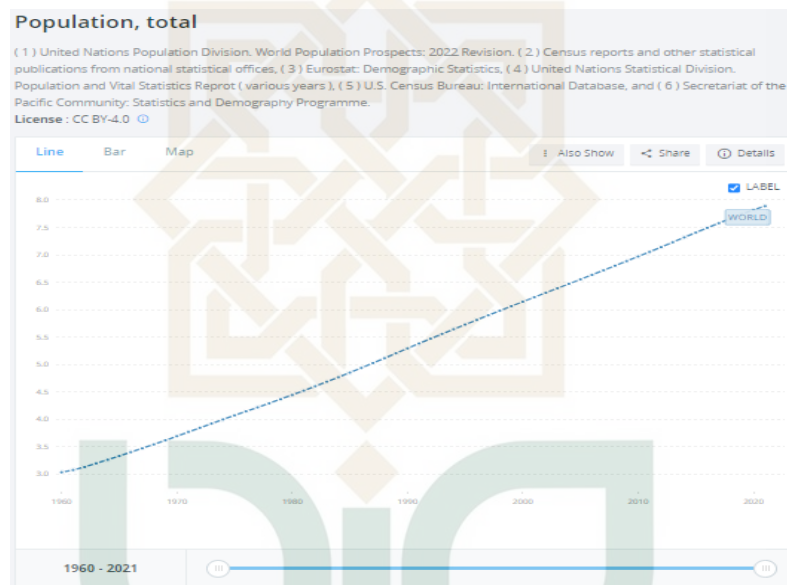 Population, total
( 1 ) United Nations Population Division. World Population Prospects: 2022 Revision. ( 2 ) Census reports and other statistical
publications from national statistical offices, ( 3 ) Eurostat: Demographic Statistics, ( 4 ) United Nations Statistical Division.
Population and Vital Statistics Reprot ( various years ), ( 5 ) U.S. Census Bureau: International Database, and ( 6 ) Secretariat of the
Pacific Community: Statistics and Demography Programme.
License : CC BY-4.0
Line Bar Map Also Show Share Details
LABEL
8.0
WORLD
7.5
7.0
6.5
6.0
5.5
5.0
4.5
4.0
3.5
3.0
1960 1970 1980 1990 2000 2010 2020
1960 - 2021